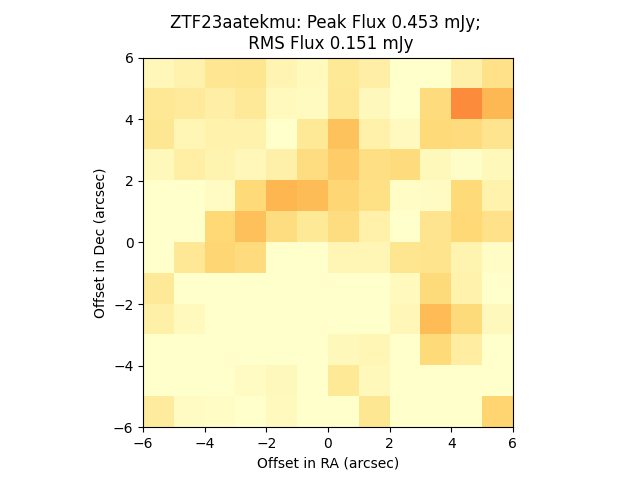 ZTF23aatekmu: Peak Flux 0.453 mJy;
RMS Flux 0.151 mJy
6
4
2
0
−2
−4
−6
Offset in Dec (arcsec)
−6 −4 −2 0 2 4 6
Offset in RA (arcsec)